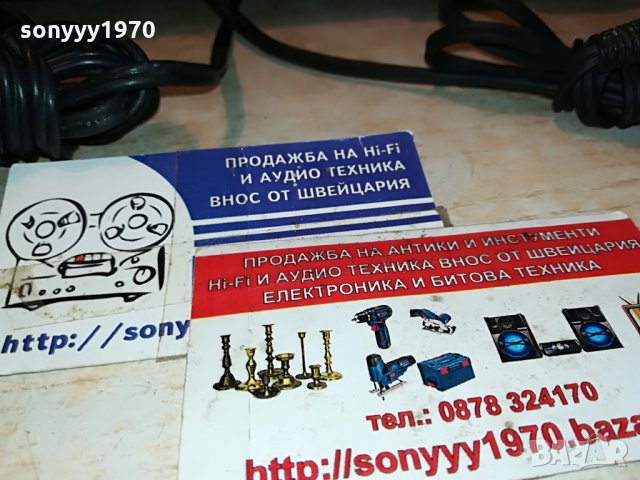 sonyyy1970
ПРОДАЖБА НА Hi-Fi
И АУДИО ТЕХНИКА
ВНОС ОТ ШВЕЙЦАРИЯ
http://sony
ПРОДАЖБА НА АНТИКИ И ИНСТУМЕНТИ
Hi-Fi И АУДИО ТЕХНИКА ВНОС ОТ ШВЕЙЦАРИЯ
ЕЛЕКТРОНИКА И БИТОВА ТЕХНИКА
тел.: 0878 324170
http://sonyyy1970.baza
BAZAR